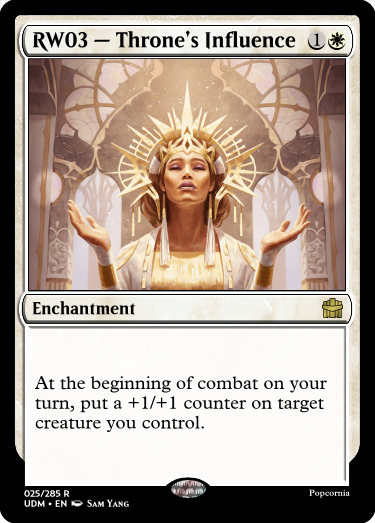 RW03 — Throne's Influence 1
Enchantment
At the beginning of combat on your
turn, put a +1/+1 counter on target
creature you control.
025/285 R
Popcornia
UDM • EN Sam Yang